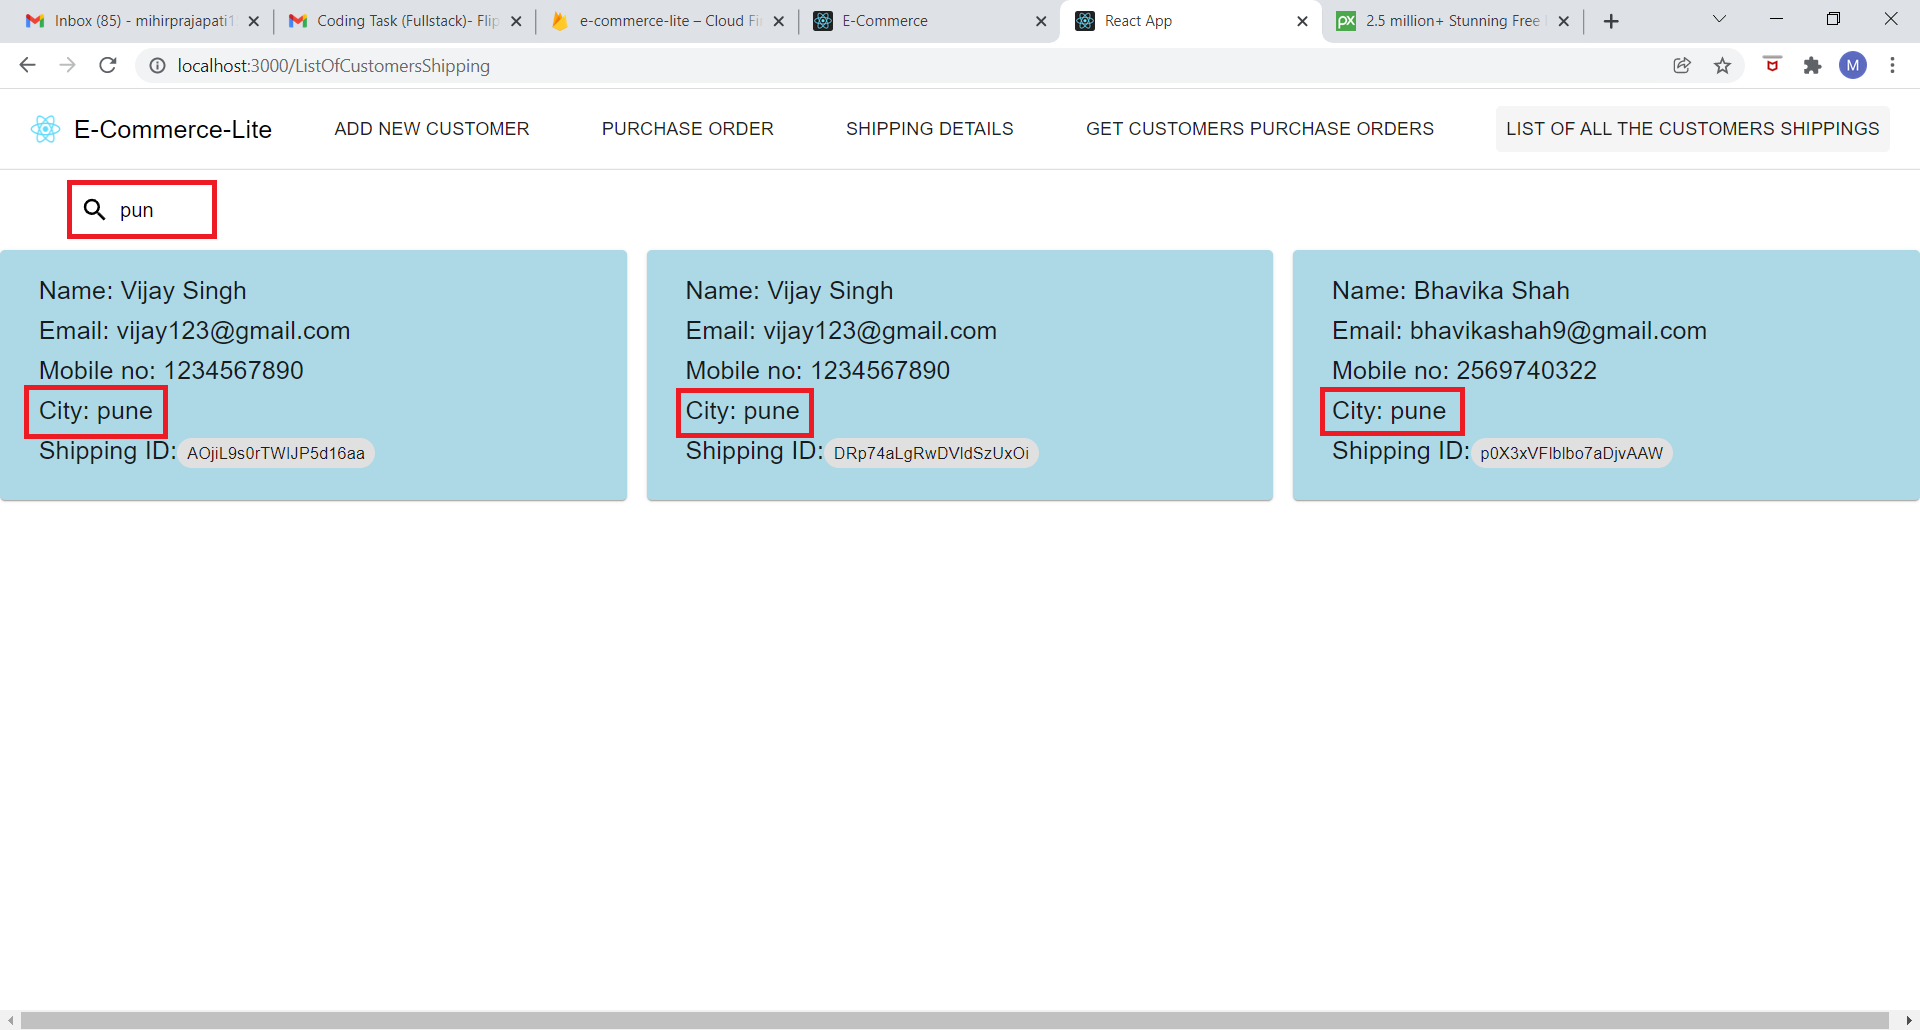 Inbox (85) - mihirprajapati1
Coding Task (Fullstack)- Flip
e-commerce-lite – Cloud Fi
E-Commerce
React App
2.5 million+ Stunning Free
localhost:3000/ListOfCustomersShipping
M
E-Commerce-Lite
ADD NEW CUSTOMER
PURCHASE ORDER
SHIPPING DETAILS
GET CUSTOMERS PURCHASE ORDERS
LIST OF ALL THE CUSTOMERS SHIPPINGS
pun
Name: Vijay Singh
Email: vijay123@gmail.com
Mobile no: 1234567890
City: pune
Shipping ID: AOjiL9s0rTWIJP5d16aa
Name: Vijay Singh
Email: vijay123@gmail.com
Mobile no: 1234567890
City: pune
Shipping ID: DRp74aLgRwDVldSzUxOi
Name: Bhavika Shah
Email: bhavikashah9@gmail.com
Mobile no: 2569740322
City: pune
Shipping ID: p0X3xVFlblbo7aDjvAAW